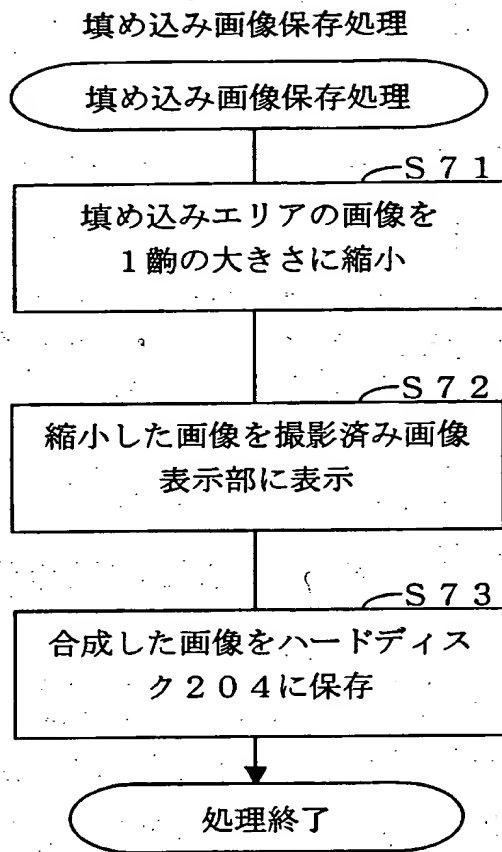 填め込み画像保存処理
填め込み画像保存処理
S71
填め込みエリアの画像を
1齣の大きさに縮小
S72
縮小した画像を撮影済み画像
表示部に表示
S73
合成した画像をハードディス
ク204に保存
処理終了